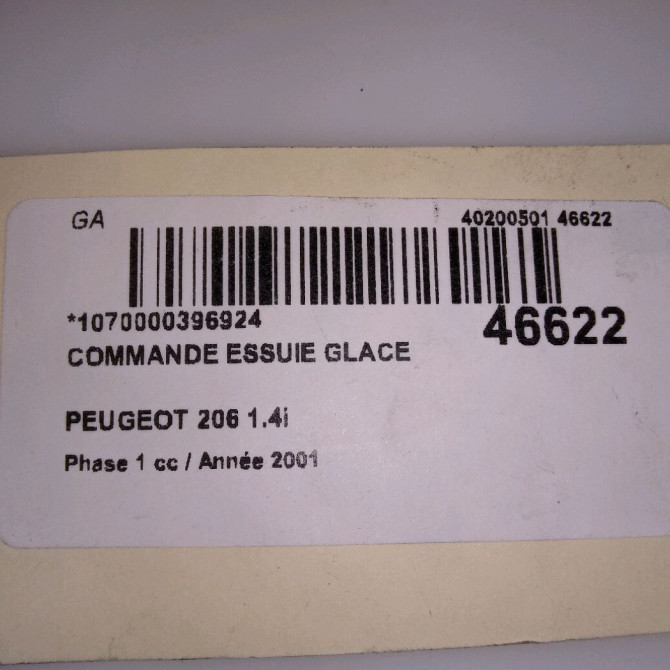 GA 40200501 46622
*1070000396924 46622
COMMANDE ESSUIE GLACE
PEUGEOT 206 1.4i
Phase 1 cc / Année 2001